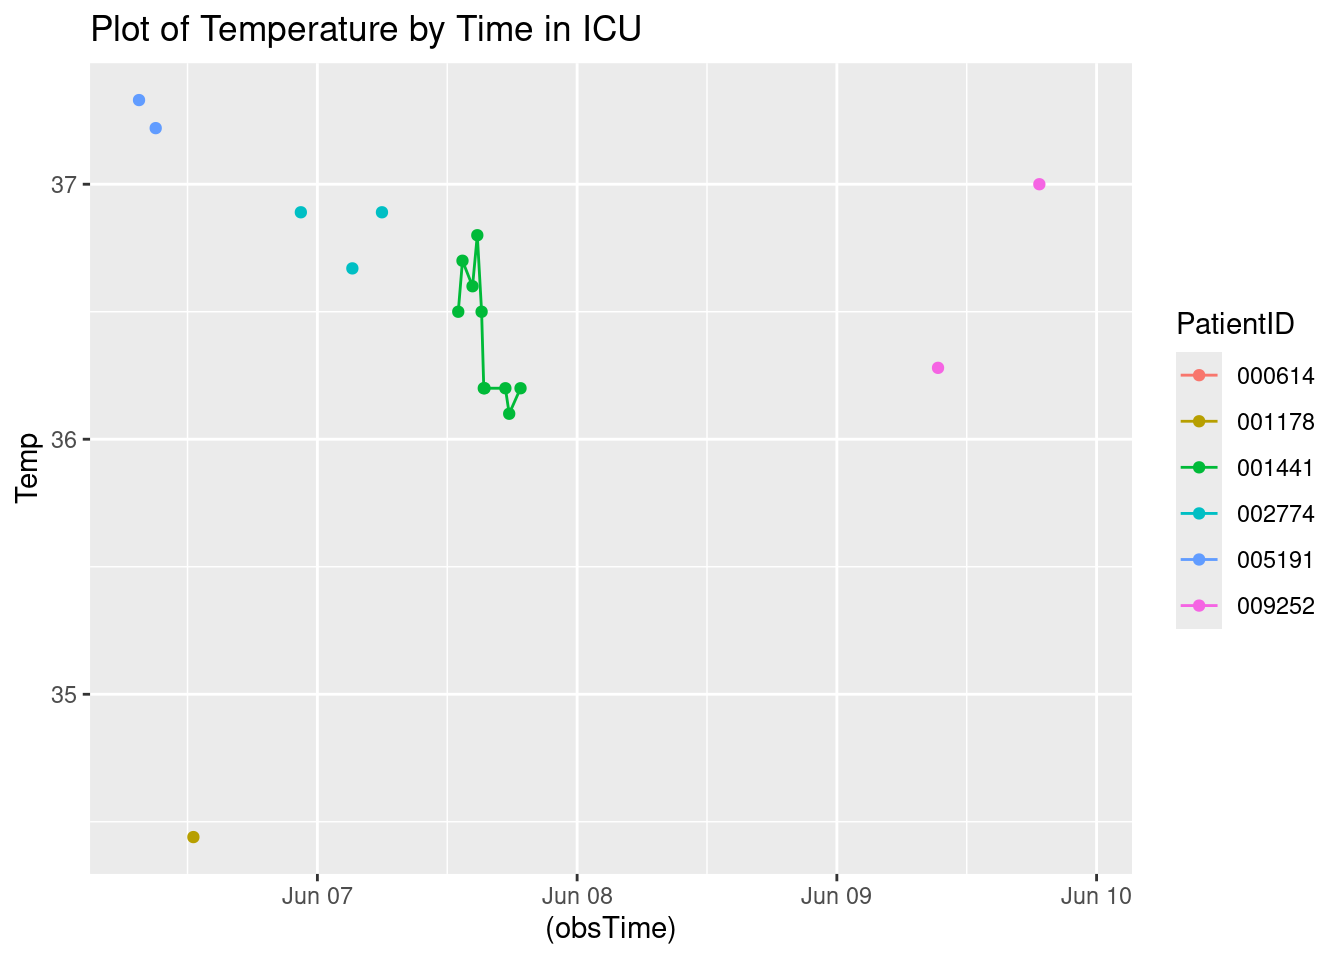 Plot of Temperature by Time in ICU
37
36
35
Temp
Jun 07
Jun 08
Jun 09
Jun 10
(obsTime)
PatientID
000614
001178
001441
002774
005191
009252